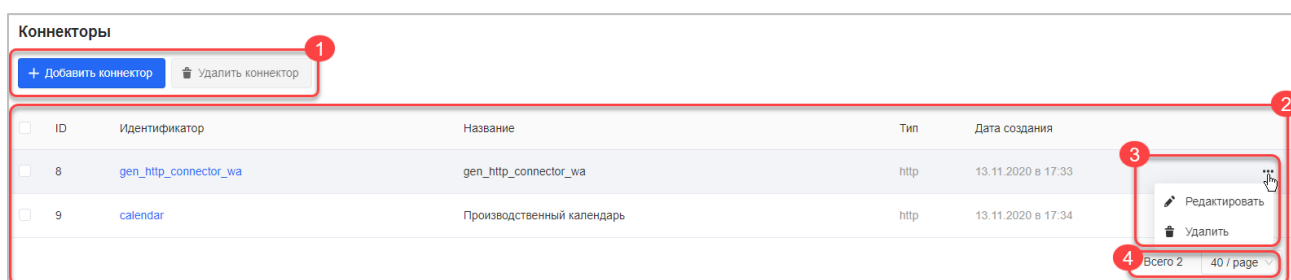 Коннекторы
1
+ Добавить коннектор Удалить коннектор
2
ID Идентификатор Название Тип Дата создания
3
8 gen_http_connector_wa gen_http_connector_wa http 13.11.2020 в 17:33 ...
Редактировать
9 calendar Производственный календарь http 13.11.2020 в 17:34
Удалить
4 Всего 2 40 / page